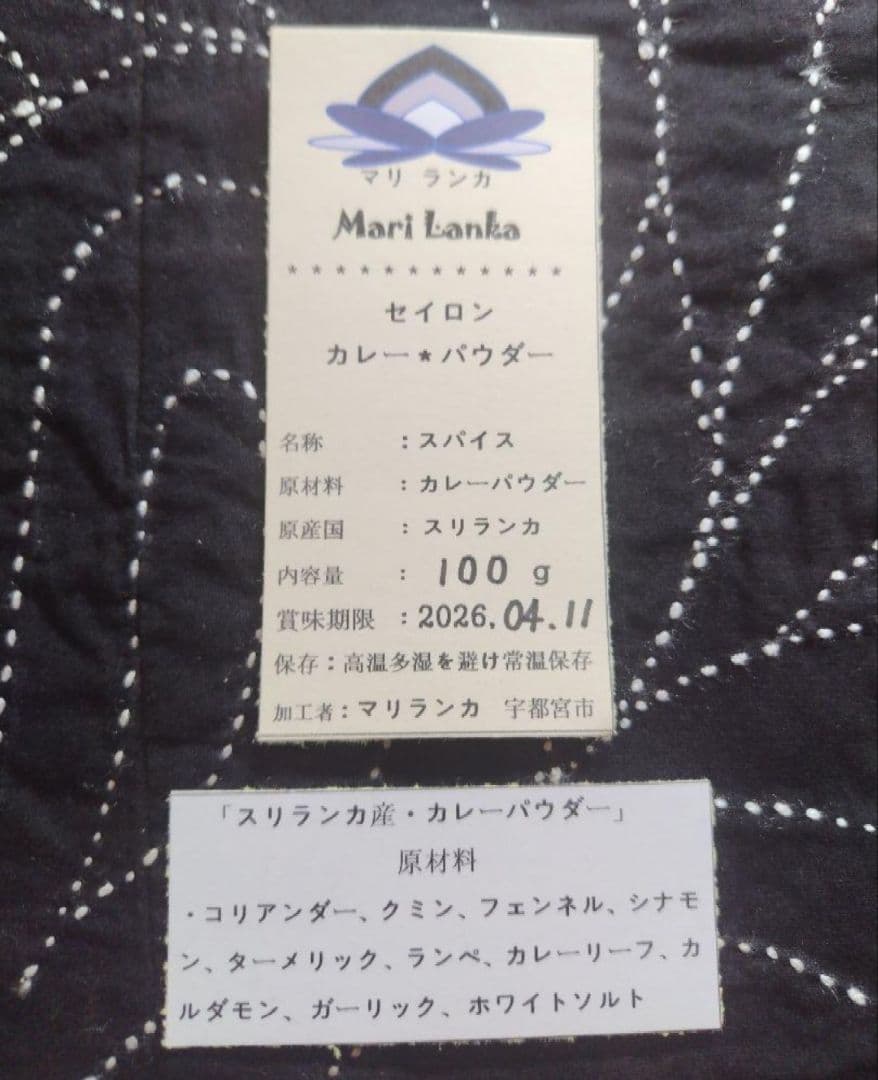 マリ ランカ
Mari Lanka
* * * * * * * * * * * *
セイロン
カレー★パウダー
名称 :スパイス
原材料 :カレーパウダー
原産国 :スリランカ
内容量 : 100 g
賞味期限 :2026.04.11
保存:高温多湿を避け常温保存
加工者:マリランカ 宇都宮市
「スリランカ産・カレーパウダー」
原材料
・コリアンダー、クミン、フェンネル、シナモ
ン、ターメリック、ランペ、カレーリーフ、カ
ルダモン、ガーリック、ホワイトソルト